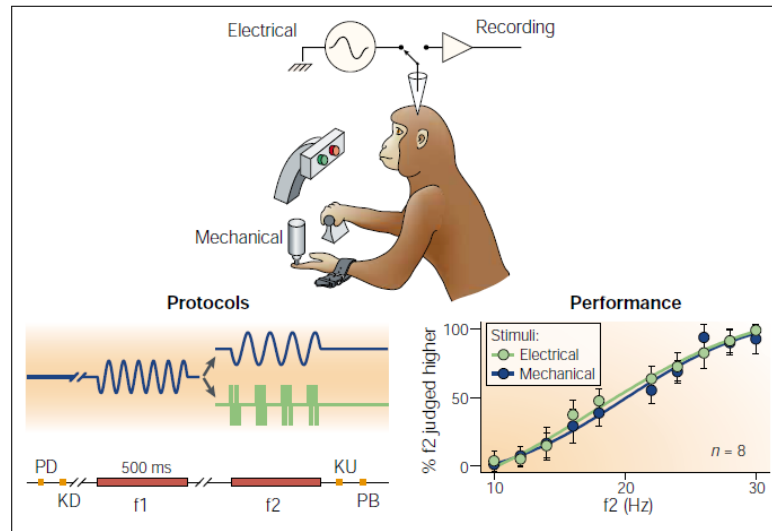 Electrical
Recording
Mechanical
Protocols
500 ms
PD
KD
f1
f2
KU
PB
Performance
100
50
0
% f2 judged higher
Stimuli:
Electrical
Mechanical
n = 8
10
20
30
f2 (Hz)